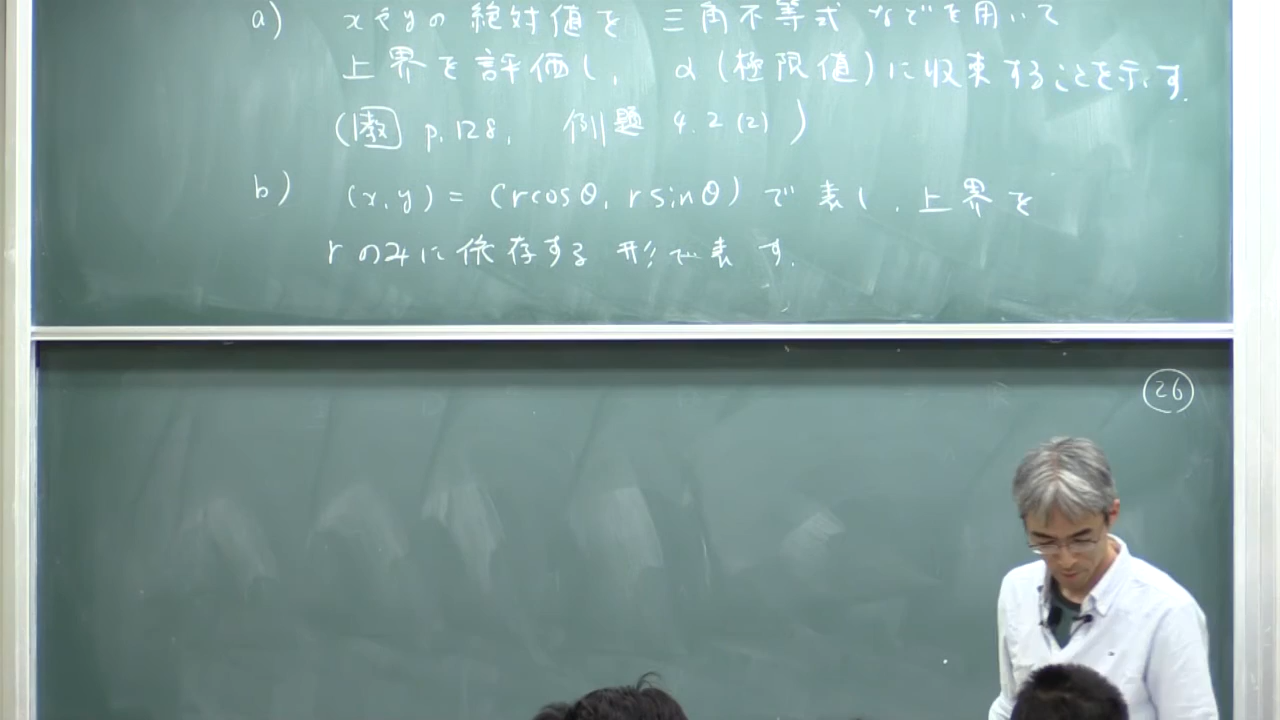 a) xやyの絶対値を 三角不等式などを用いて
上界を評価し, α(極限値)に収束することを示す.
(教 p.128, 例題 4.2(2))
b) (x,y) = (rcosθ, rsinθ)で表し, 上界を
rのみに依存する形で表す.
26